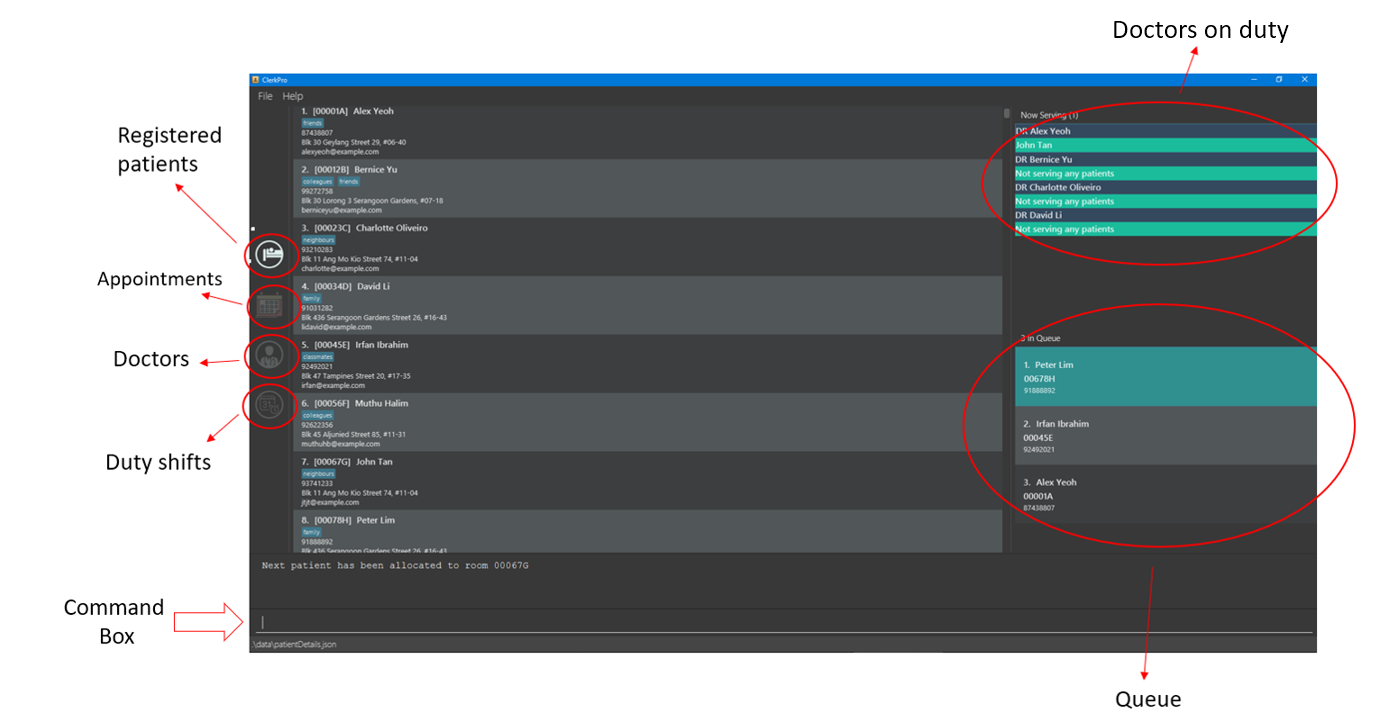 Doctors on duty
ClerkPro
File Help
Registered
patients
Appointments
Doctors
Duty shifts
Command
Box
1. [00001A] Alex Yeoh
friends
87438807
Blk 30 Geylang Street 29, #06-40
alexyeoh@example.com
2. [00012B] Bernice Yu
colleagues friends
99272758
Blk 30 Lorong 3 Serangoon Gardens, #07-18
berniceyu@example.com
3. [00023C] Charlotte Oliveiro
neighbours
93210283
Blk 11 Ang Mo Kio Street 74, #11-04
charlotte@example.com
4. [00034D] David Li
family
91031282
Blk 436 Serangoon Gardens Street 26, #16-43
lidavid@example.com
5. [00045E] Irfan Ibrahim
classmates
92492021
Blk 47 Tampines Street 20, #17-35
irfan@example.com
6. [00056F] Muthu Halim
colleagues
92622356
Blk 45 Aljunied Street 85, #11-31
muthuhb@example.com
7. [00067G] John Tan
neighbours
93741233
Blk 11 Ang Mo Kio Street 74, #11-04
jtjt@example.com
8. [00078H] Peter Lim
family
91888892
Blk 436 Serangoon Gardens Street 26, #16-43
Now Serving (1)
DR Alex Yeoh
John Tan
DR Bernice Yu
Not serving any patients
DR Charlotte Oliveiro
Not serving any patients
DR David Li
Not serving any patients
3 in Queue
1. Peter Lim
00678H
91888892
2. Irfan Ibrahim
00045E
92492021
3. Alex Yeoh
00001A
87438807
Next patient has been allocated to room 00067G
.\data\patientDetails.json
Queue